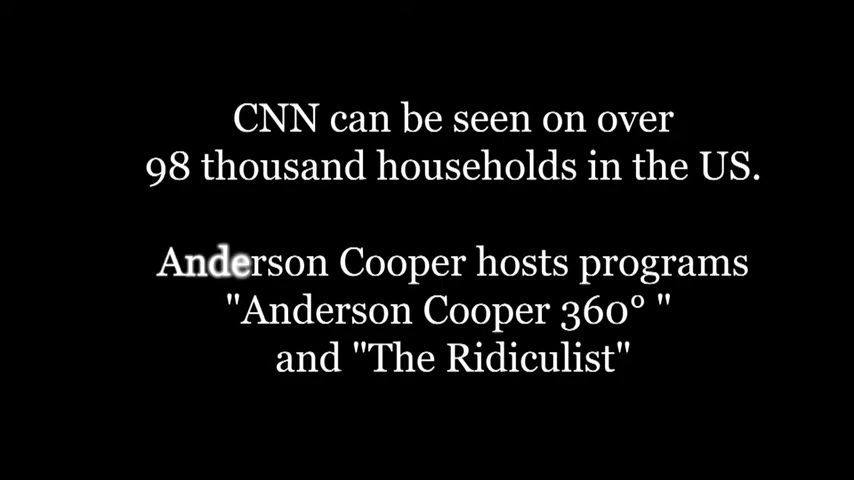 CNN can be seen on over
98 thousand households in the US.
Anderson Cooper hosts programs
"Anderson Cooper 360° "
and "The Ridiculist"